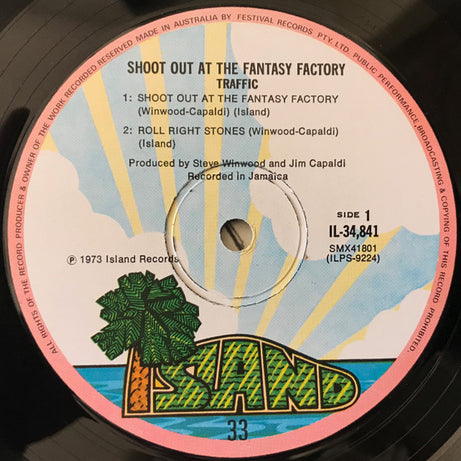 ALL RIGHTS OF THE RECORD PRODUCER & OWNER OF THE WORK RECORDED RESERVED MADE IN AUSTRALIA BY FESTIVAL RECORDS PTY. LTD. PUBLIC PERFORMANCE, BROADCASTING & COPYING OF THIS RECORD PROHIBITED.
SHOOT OUT AT THE FANTASY FACTORY
TRAFFIC
1: SHOOT OUT AT THE FANTASY FACTORY
(Winwood-Capaldi) (Island)
2: ROLL RIGHT STONES (Winwood-Capaldi)
(Island)
Produced by Steve Winwood and Jim Capaldi
Recorded in Jamaica
SIDE 1
IL-34,841
SMX41801
(ILPS-9224)
℗ 1973 Island Records
ISLAND
33